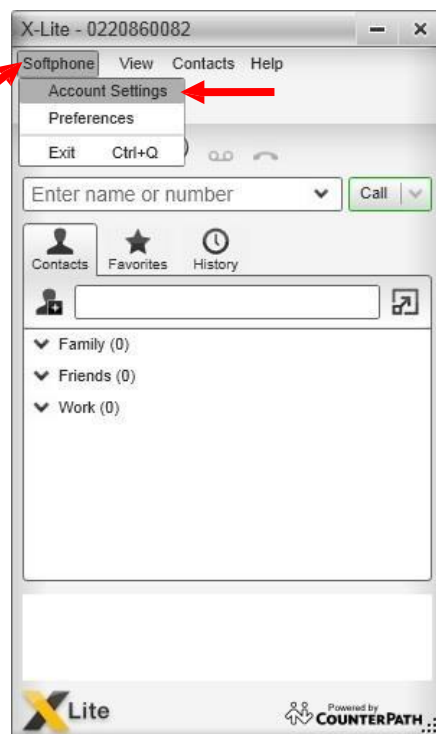 X-Lite - 0220860082
Softphone View Contacts Help
Account Settings
Preferences
Exit Ctrl+Q
Enter name or number
Call
Contacts Favorites History
Family (0)
Friends (0)
Work (0)
X Lite
Powered by
COUNTERPATH